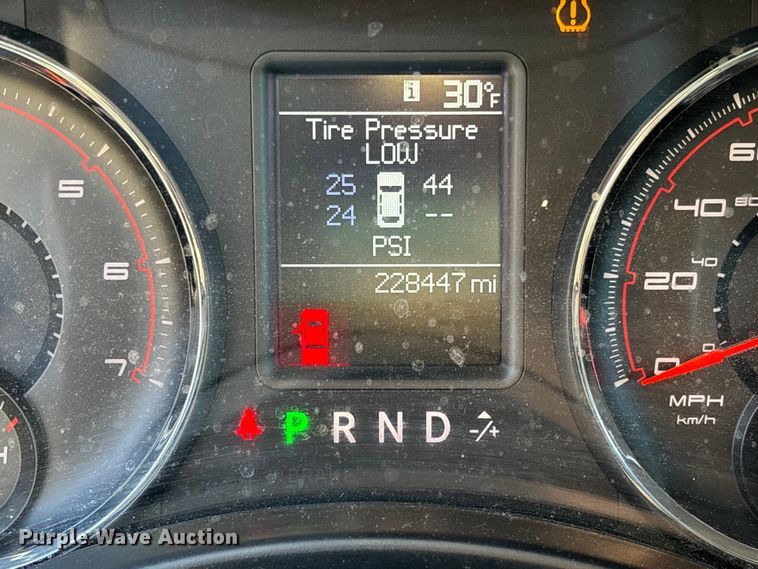 i 30°F
Tire Pressure
LOW
25 44
24 --
PSI
228447 mi
5
6
7
H
60
40 80
20 40
0 0
MPH
km/h
P R N D -/+
Purple Wave Auction